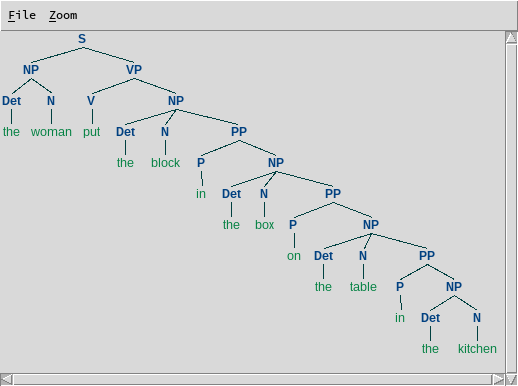 File Zoom
S
NP VP
Det N V NP
the woman put Det N PP
the block P NP
in Det N PP
the box P NP
on Det N PP
the table P NP
in Det N
the kitchen